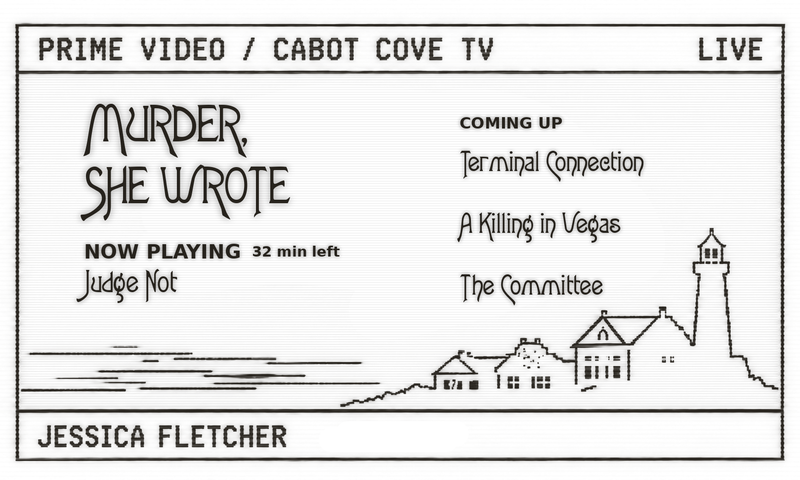 PRIME VIDEO / CABOT COVE TV LIVE
MURDER,
SHE WROTE
NOW PLAYING 32 min left
Judge Not
COMING UP
Terminal Connection
A Killing in Vegas
The Committee
JESSICA FLETCHER